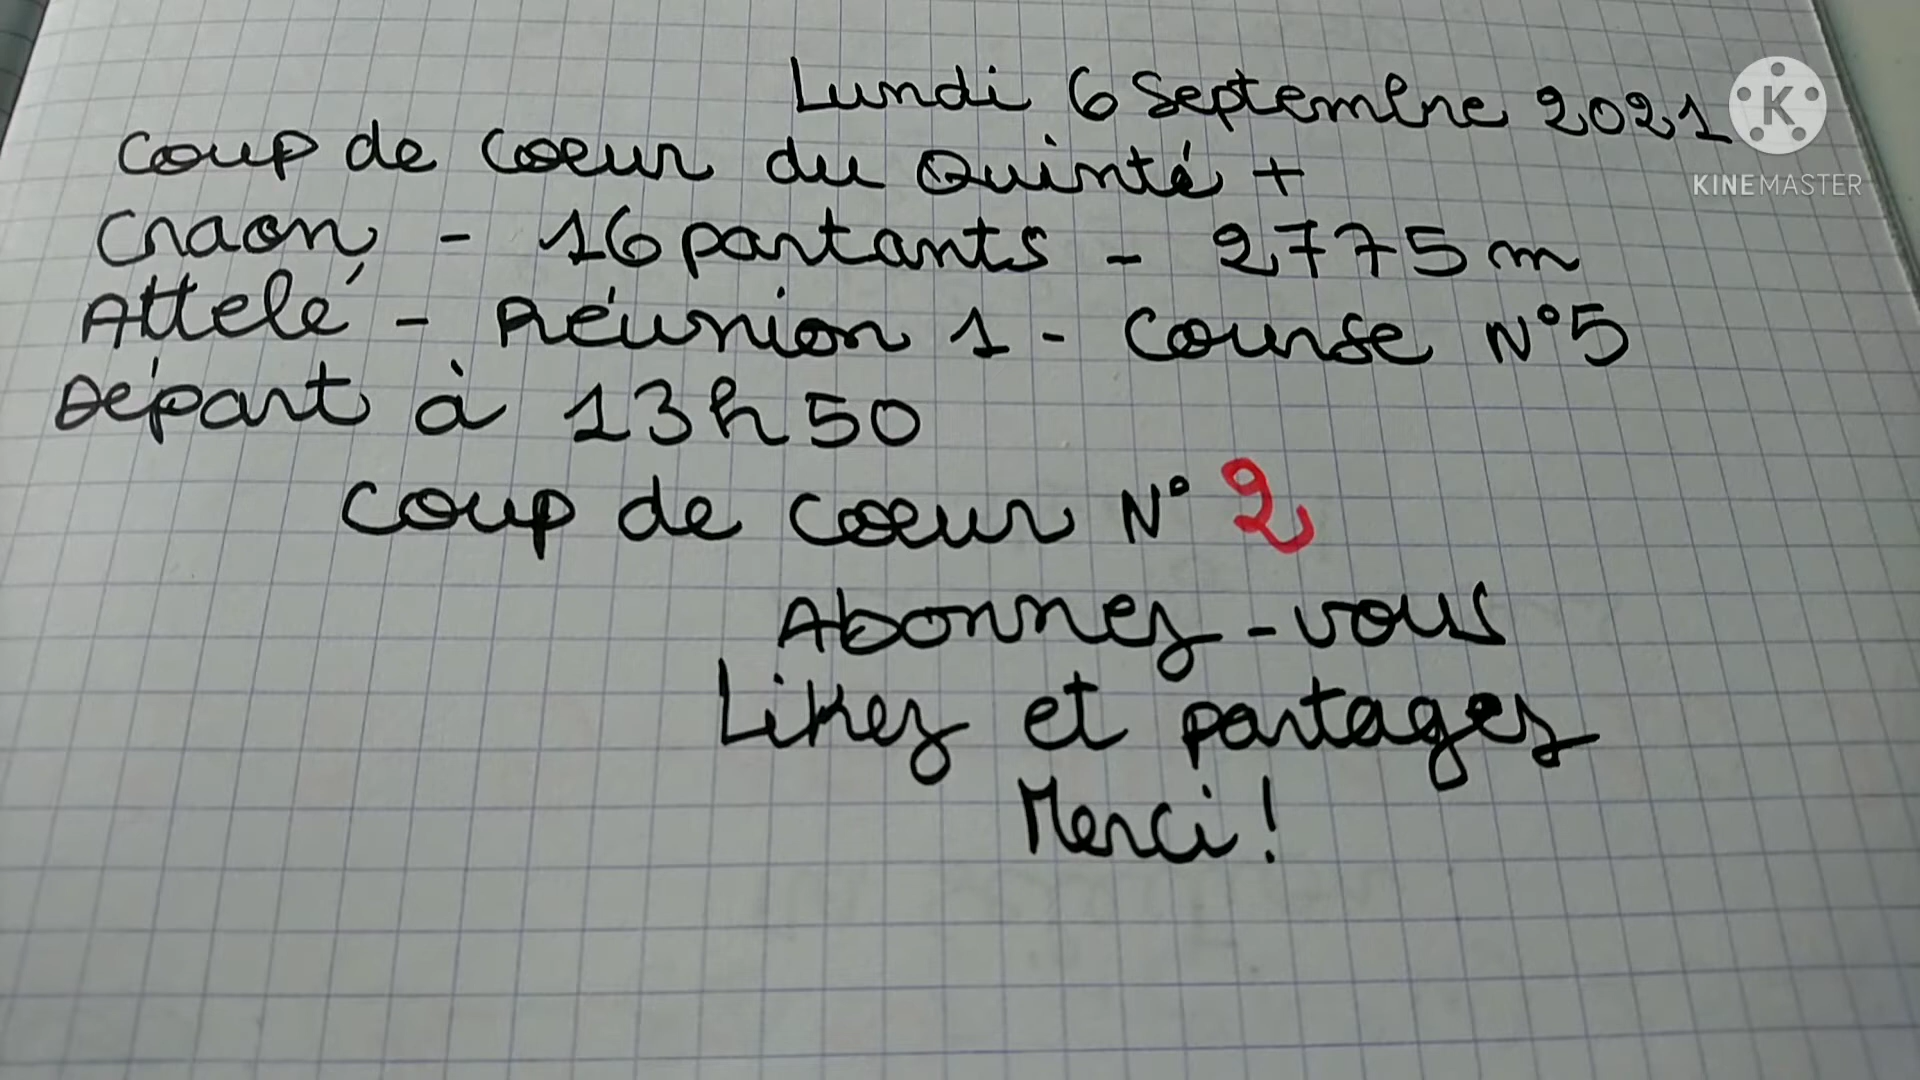 Lundi 6 Septembre 2021
Coup de coeur du Quinté +
Craon - 16 partants - 2775 m
Attelé - Réunion 1 - Course N°5
Départ à 13h50
Coup de coeur N° 2
Abonnez-vous
Likez et partagez
Merci !
K
KINEMASTER